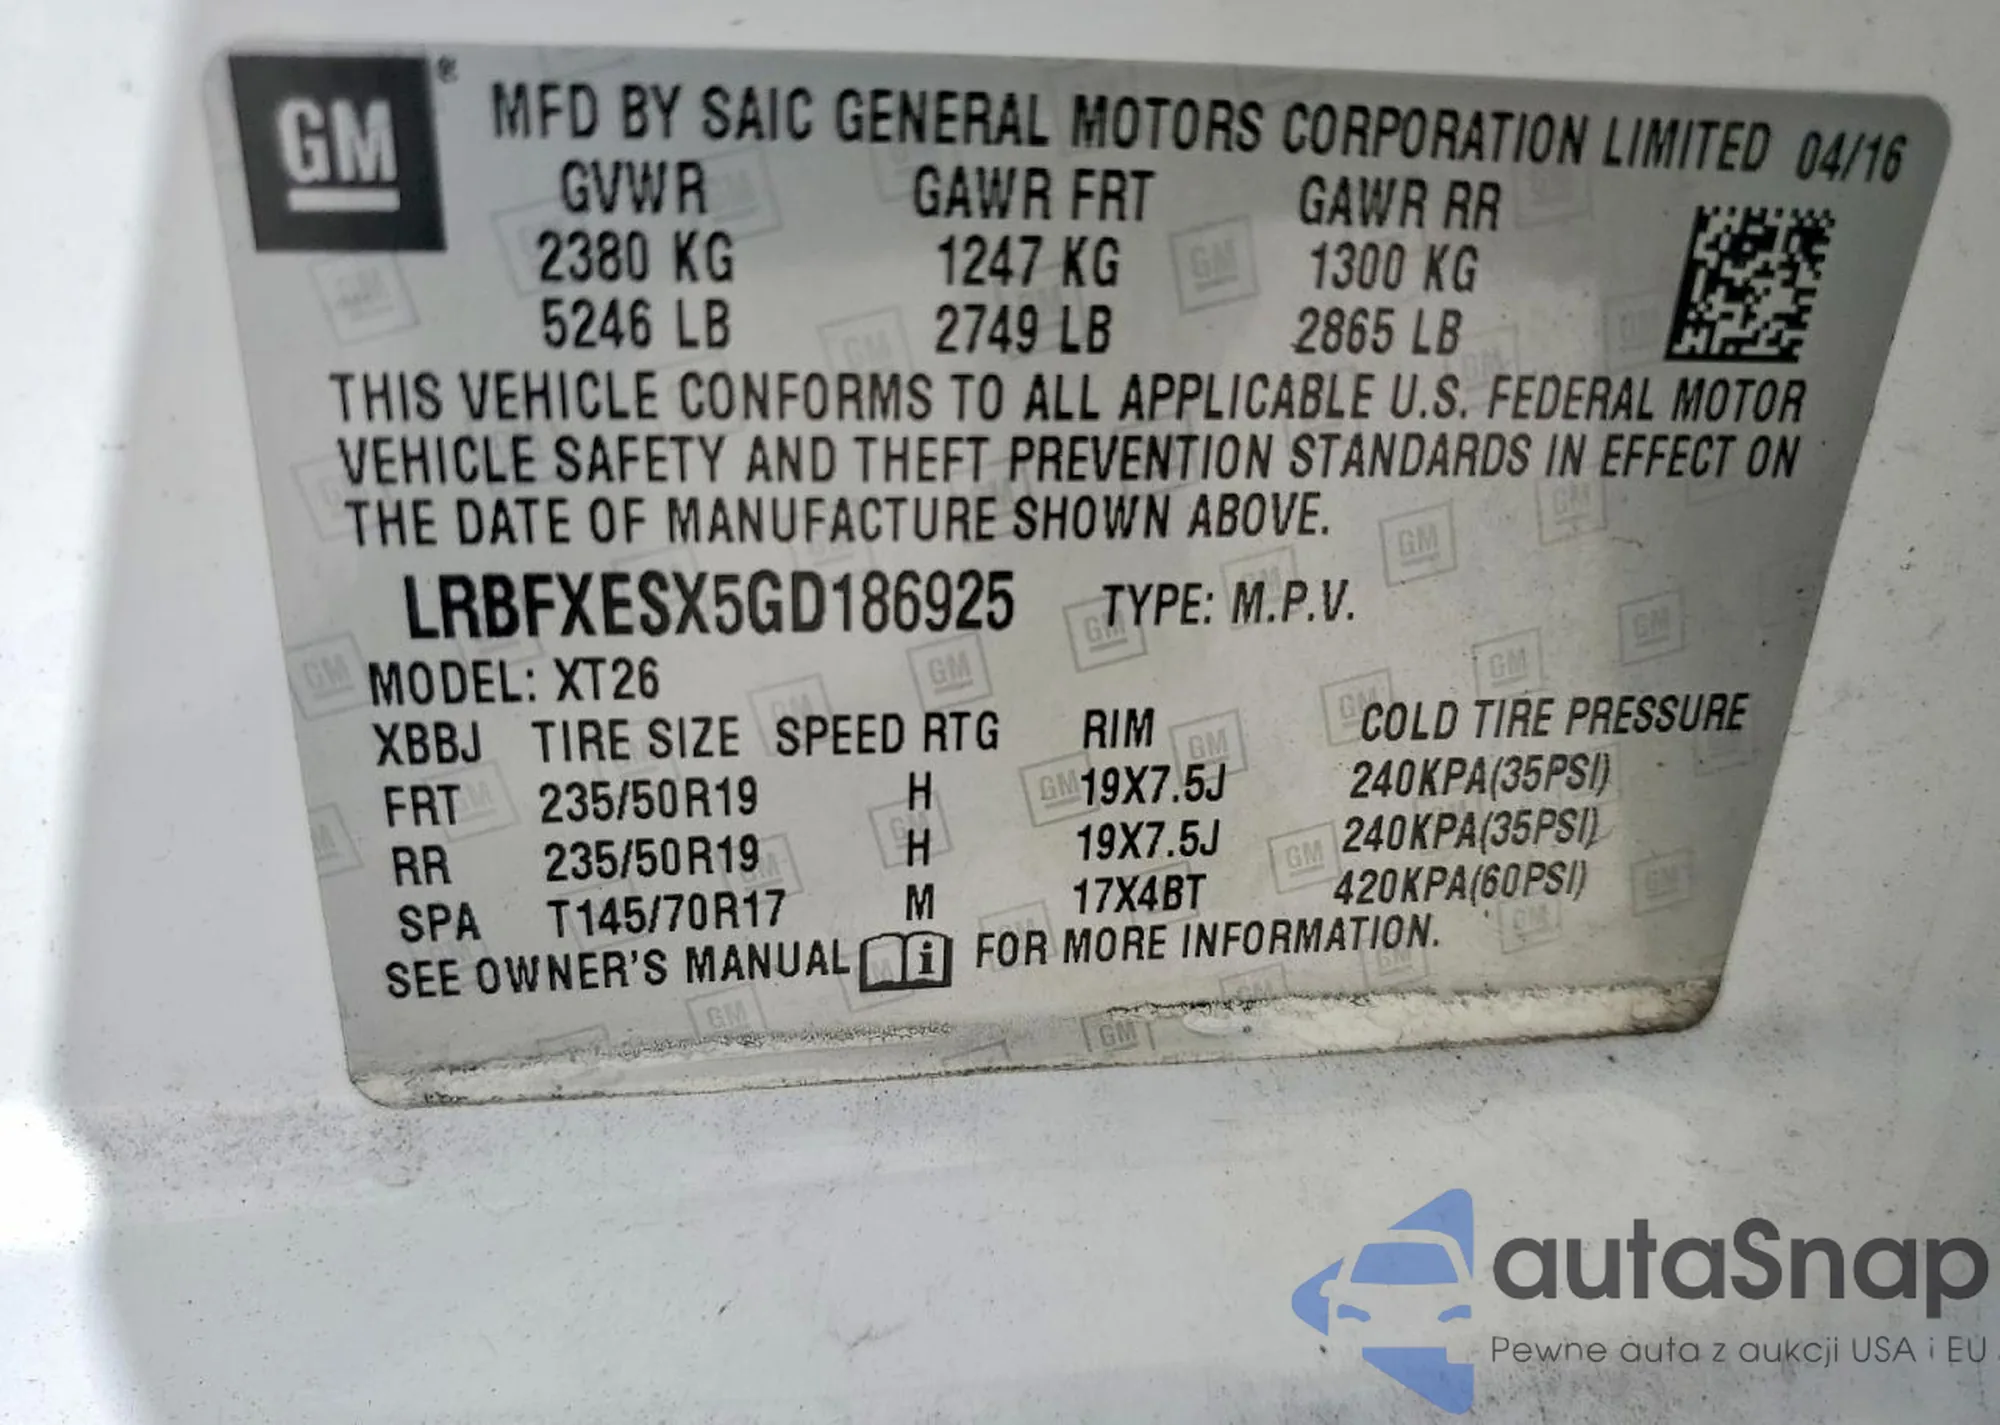 GM®
MFD BY SAIC GENERAL MOTORS CORPORATION LIMITED 04/16
GVWR GAWR FRT GAWR RR
2380 KG 1247 KG 1300 KG
5246 LB 2749 LB 2865 LB
THIS VEHICLE CONFORMS TO ALL APPLICABLE U.S. FEDERAL MOTOR
VEHICLE SAFETY AND THEFT PREVENTION STANDARDS IN EFFECT ON
THE DATE OF MANUFACTURE SHOWN ABOVE.
LRBFXESX5GD186925 TYPE: M.P.V.
MODEL: XT26
XBBJ TIRE SIZE SPEED RTG RIM COLD TIRE PRESSURE
FRT 235/50R19 H 19X7.5J 240KPA(35PSI)
RR 235/50R19 H 19X7.5J 240KPA(35PSI)
SPA T145/70R17 M 17X4BT 420KPA(60PSI)
SEE OWNER'S MANUAL i FOR MORE INFORMATION.
autaSnap
Pewne auta z aukcji USA i EU